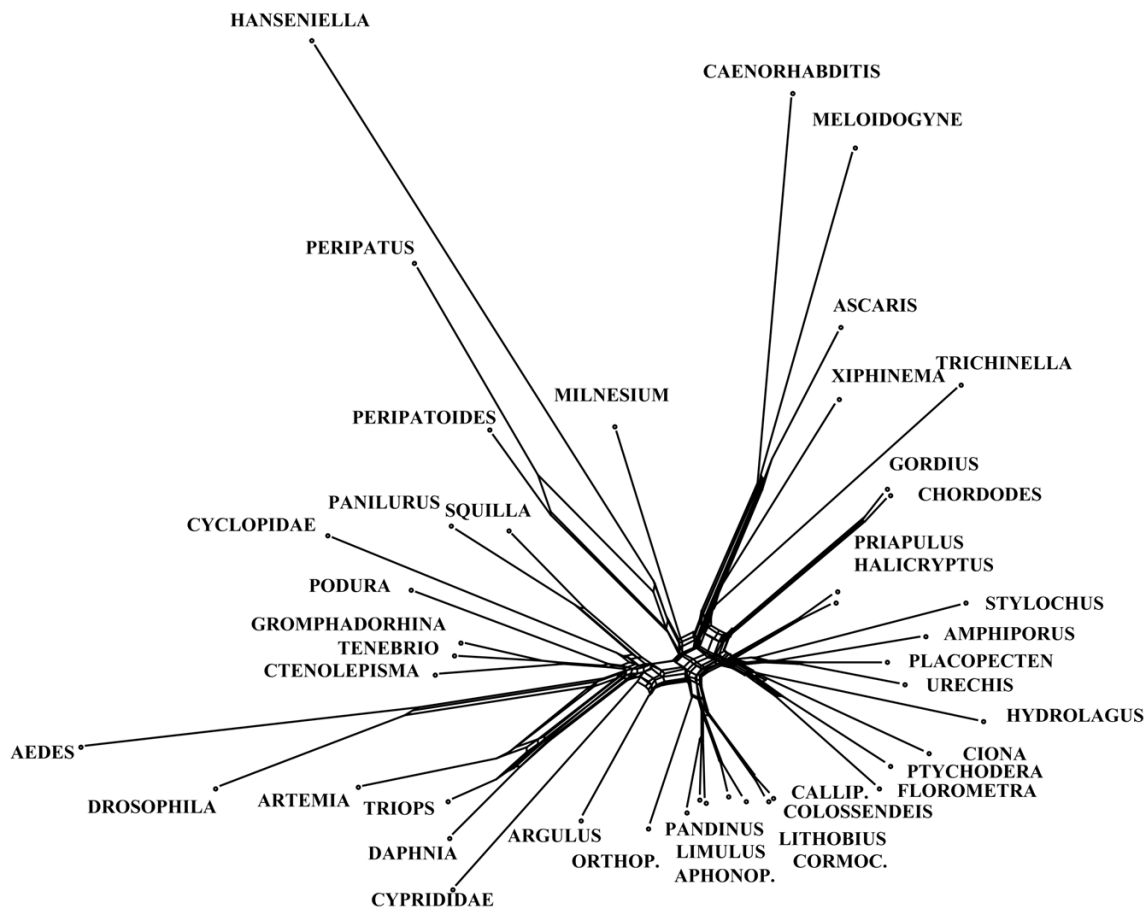 HANSENIELLA
CAENORHABDITIS
MELOIDOGYNE
PERIPATUS
ASCARIS
TRICHINELLA
XIPHINEMA
MILNESIUM
PERIPATOIDES
GORDIUS
CHORDODES
PANILURUS
SQUILLA
CYCLOPIDAE
PRIAPULUS
HALICRYPTUS
PODURA
STYLOCHUS
GROMPHADORHINA
AMPHIPORUS
TENEBRIO
PLACOPECTEN
CTENOLEPISMA
URECHIS
HYDROLAGUS
AEDES
CIONA
PTYCHODERA
DROSOPHILA
ARTEMIA
TRIOPS
CALLIP.
FLOROMETRA
COLOSSENDEIS
ARGULUS
PANDINUS
LITHOBIUS
DAPHNIA
ORTHOP.
LIMULUS
CORMOC.
APHONOP.
CYPRIDIDAE